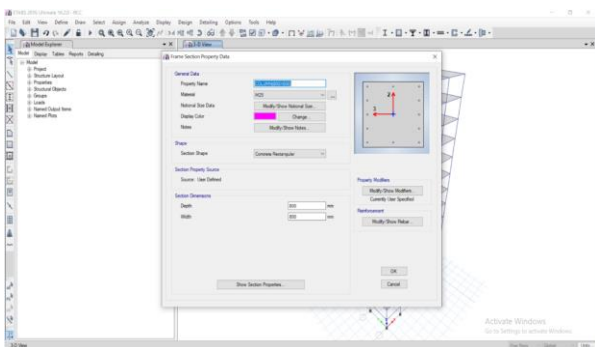 File Edit View Define Draw Select Assign Analyze Display Design Detailing Options Tools Help
Model Explorer
3-D View
Model Display Tables Reports Detailing
Model
Project
Structure Layout
Properties
Structural Objects
Groups
Loads
Named Output Items
Named Plots
Frame Section Property Data
General Data
Property Name
Material
M25
Notional Size Data
Modify/Show Notional Size...
Display Color
Change...
Notes
Modify/Show Notes...
Shape
Section Shape
Concrete Rectangular
Section Property Source
Source: User Defined
Section Dimensions
Depth
300
mm
Width
300
mm
Show Section Properties...
2
3
Property Modifiers
Modify/Show Modifiers...
Currently User Specified
Reinforcement
Modify/Show Rebar...
OK
Cancel
Activate Windows
Go to Settings to activate Windows.
3-D View